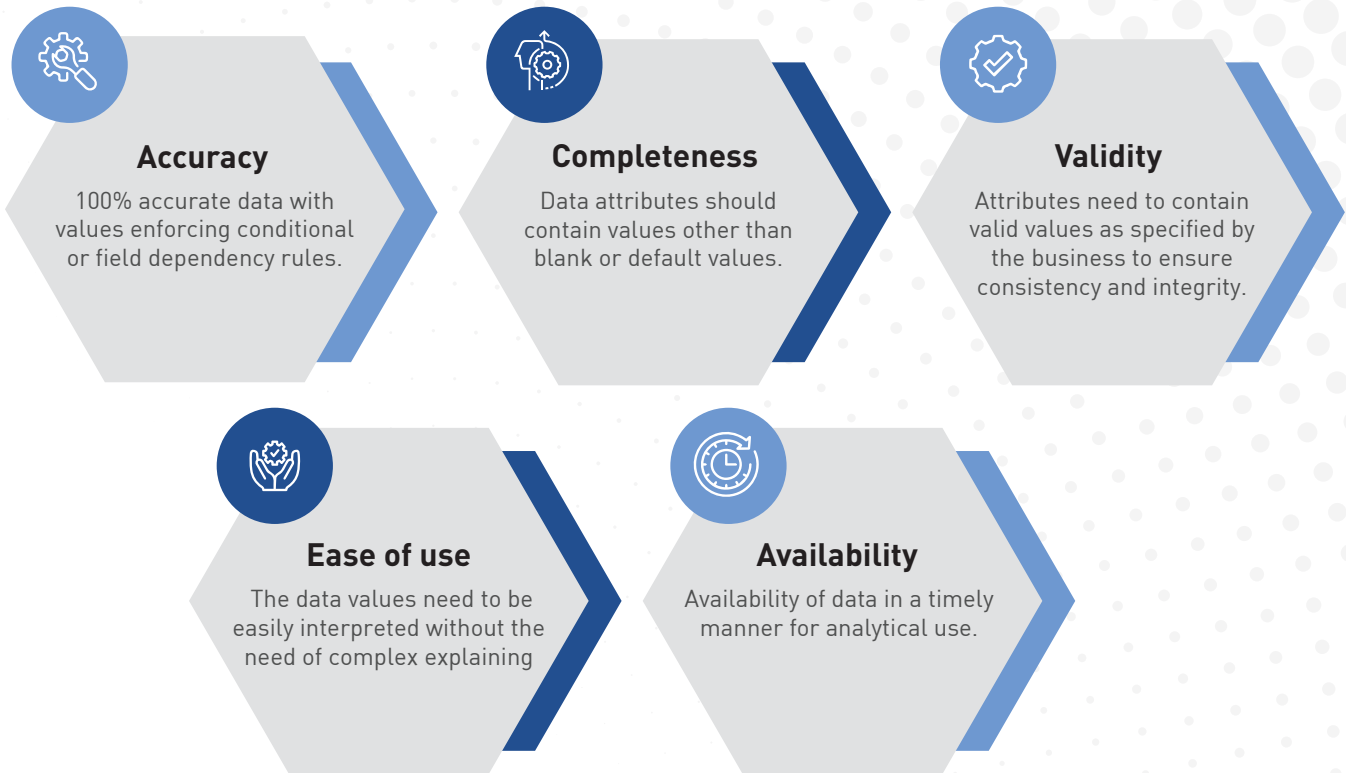 Accuracy
100% accurate data with
values enforcing conditional
or field dependency rules.
Completeness
Data attributes should
contain values other than
blank or default values.
Validity
Attributes need to contain
valid values as specified by
the business to ensure
consistency and integrity.
Ease of use
The data values need to be
easily interpreted without the
need of complex explaining
Availability
Availability of data in a timely
manner for analytical use.